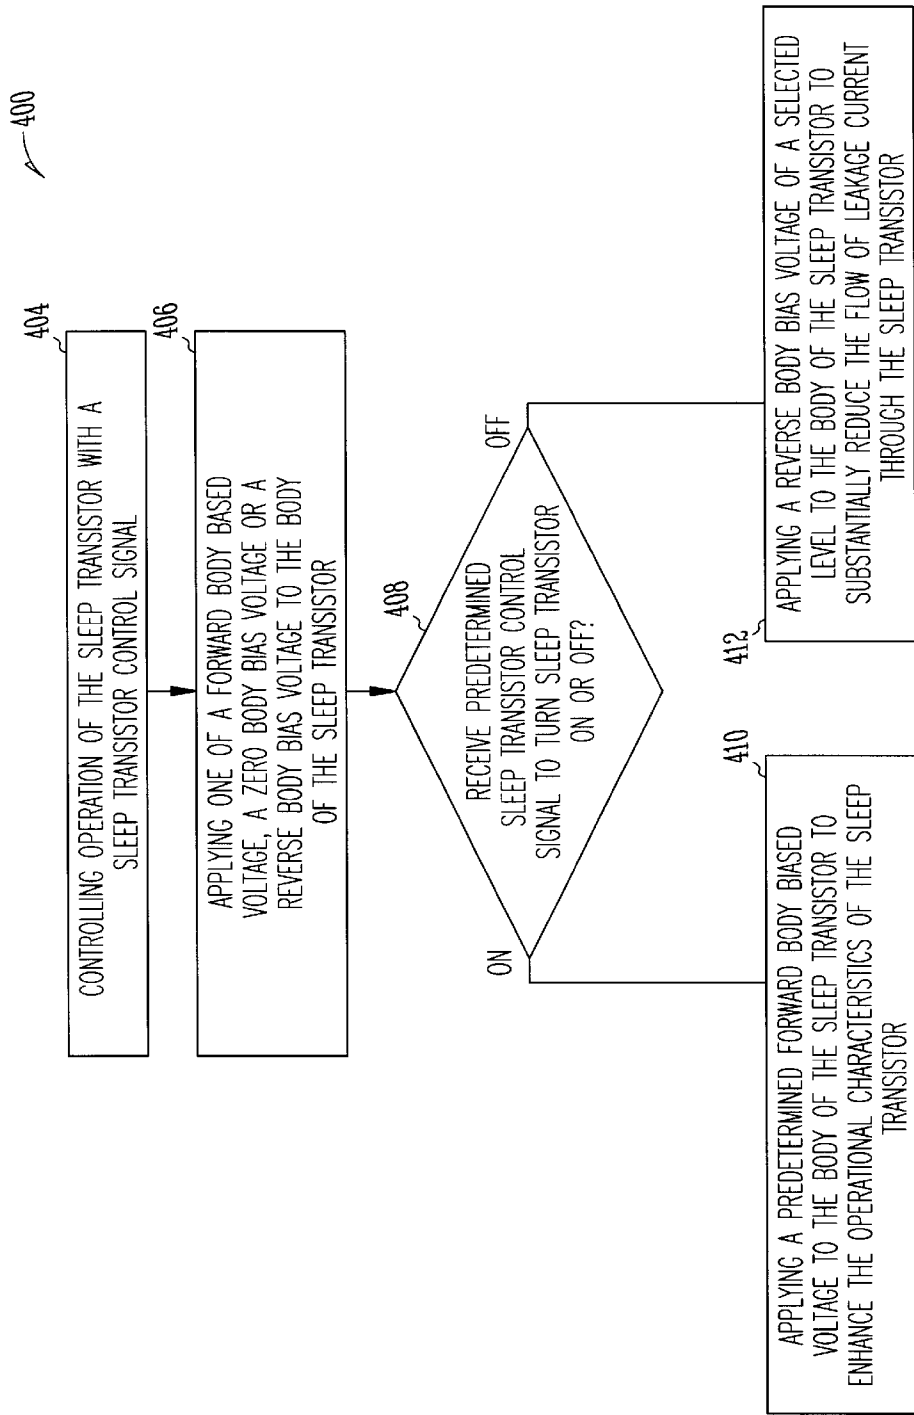 400
404
CONTROLLING OPERATION OF THE SLEEP TRANSISTOR WITH A
SLEEP TRANSISTOR CONTROL SIGNAL
406
APPLYING ONE OF A FORWARD BODY BASED
VOLTAGE, A ZERO BODY BIAS VOLTAGE OR A
REVERSE BODY BIAS VOLTAGE TO THE BODY
OF THE SLEEP TRANSISTOR
408
RECEIVE PREDETERMINED
SLEEP TRANSISTOR CONTROL
SIGNAL TO TURN SLEEP TRANSISTOR
ON OR OFF?
ON
OFF
410
APPLYING A PREDETERMINED FORWARD BODY BIASED
VOLTAGE TO THE BODY OF THE SLEEP TRANSISTOR TO
ENHANCE THE OPERATIONAL CHARACTERISTICS OF THE SLEEP
TRANSISTOR
412
APPLYING A REVERSE BODY BIAS VOLTAGE OF A SELECTED
LEVEL TO THE BODY OF THE SLEEP TRANSISTOR TO
SUBSTANTIALLY REDUCE THE FLOW OF LEAKAGE CURRENT
THROUGH THE SLEEP TRANSISTOR